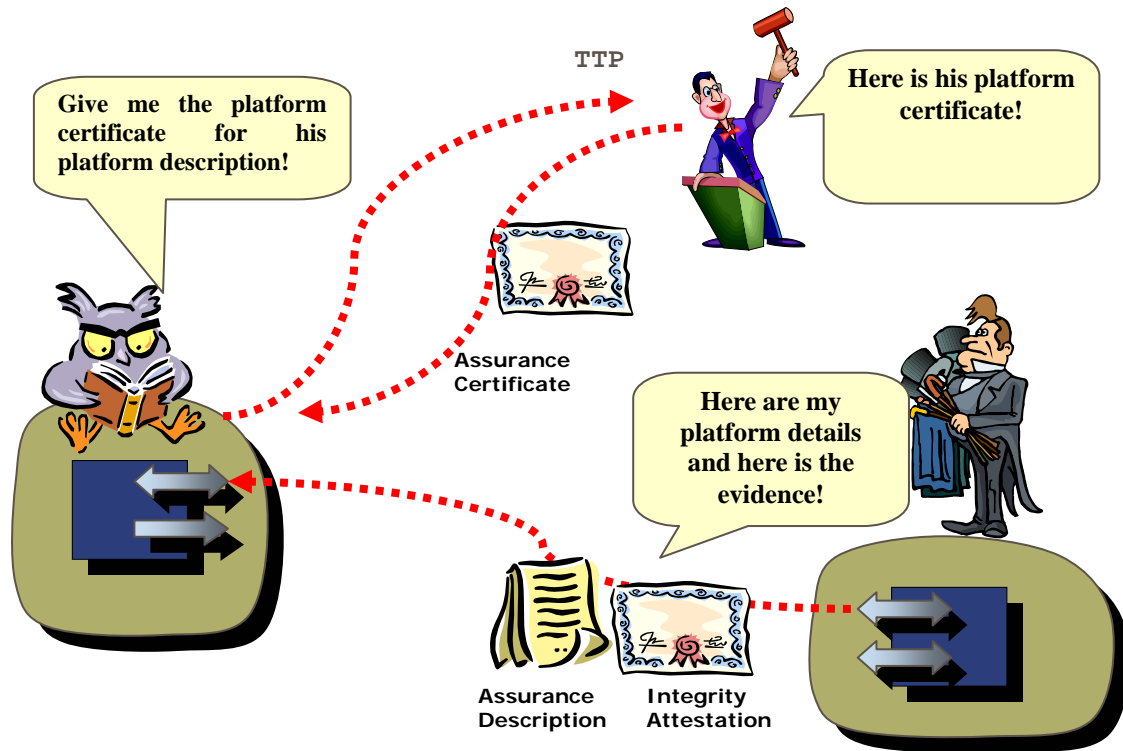 TTP
Give me the platform
certificate for his
platform description!
Here is his platform
certificate!
Assurance
Certificate
Here are my
platform details
and here is the
evidence!
Assurance
Description
Integrity
Attestation